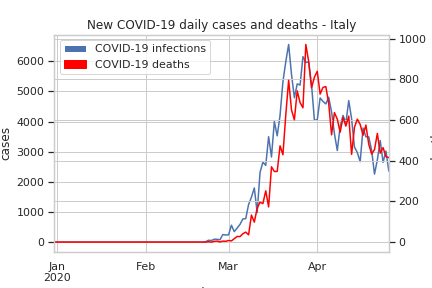 New COVID-19 daily cases and deaths - Italy
COVID-19 infections
COVID-19 deaths
cases
6000
5000
4000
3000
2000
1000
0
1000
800
600
400
200
0
Jan
2020
Feb
Mar
Apr